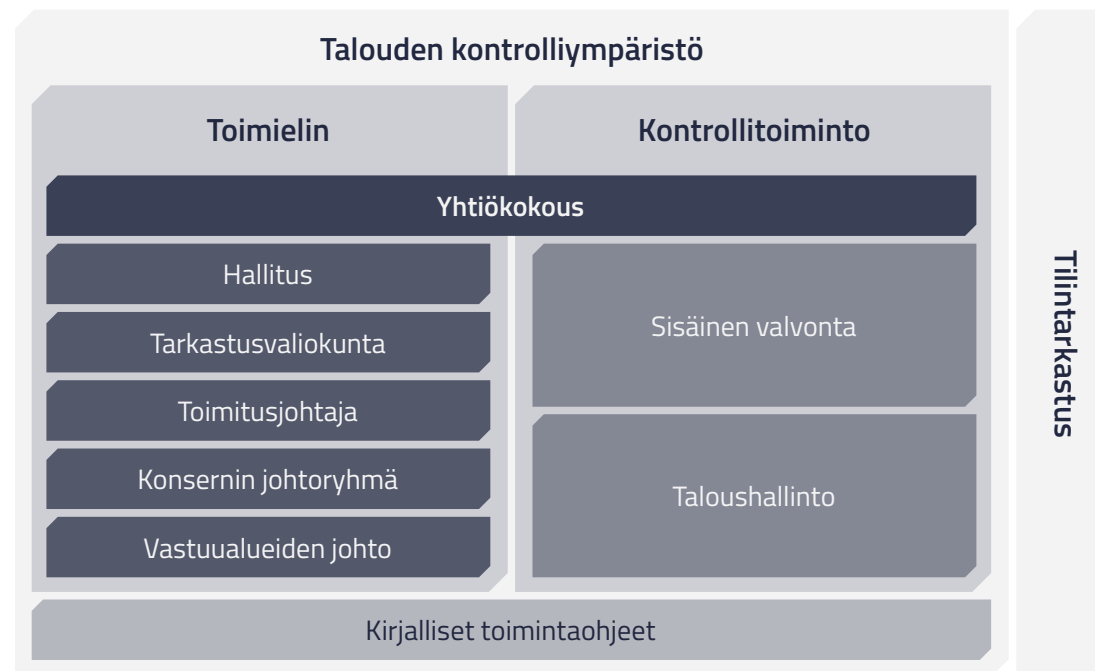 Talouden kontrolliympäristö
Toimielin
Kontrollitoiminto
Yhtiökokous
Hallitus
Tarkastusvaliokunta
Toimitusjohtaja
Konsernin johtoryhmä
Vastuualueiden johto
Sisäinen valvonta
Taloushallinto
Kirjalliset toimintaohjeet
Tilintarkastus